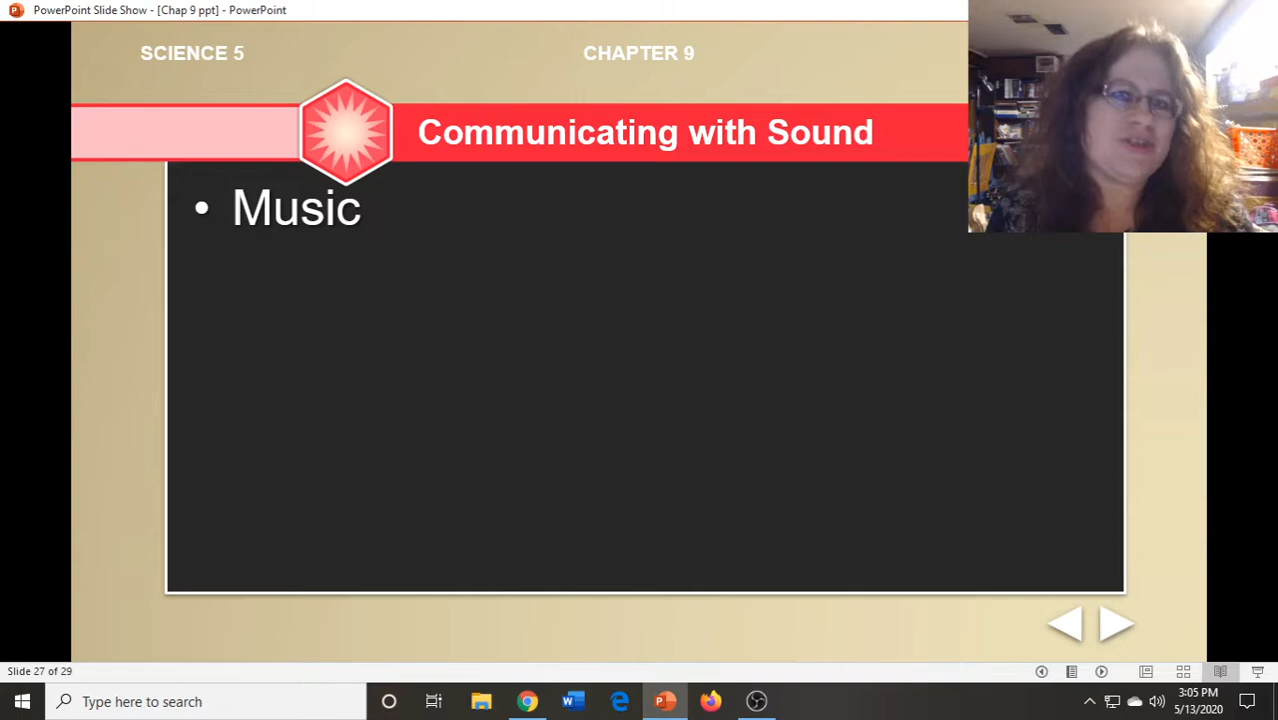 PowerPoint Slide Show - [Chap 9 ppt] - PowerPoint
SCIENCE 5
CHAPTER 9
Communicating with Sound
• Music
Slide 27 of 29
Type here to search
3:05 PM
5/13/2020